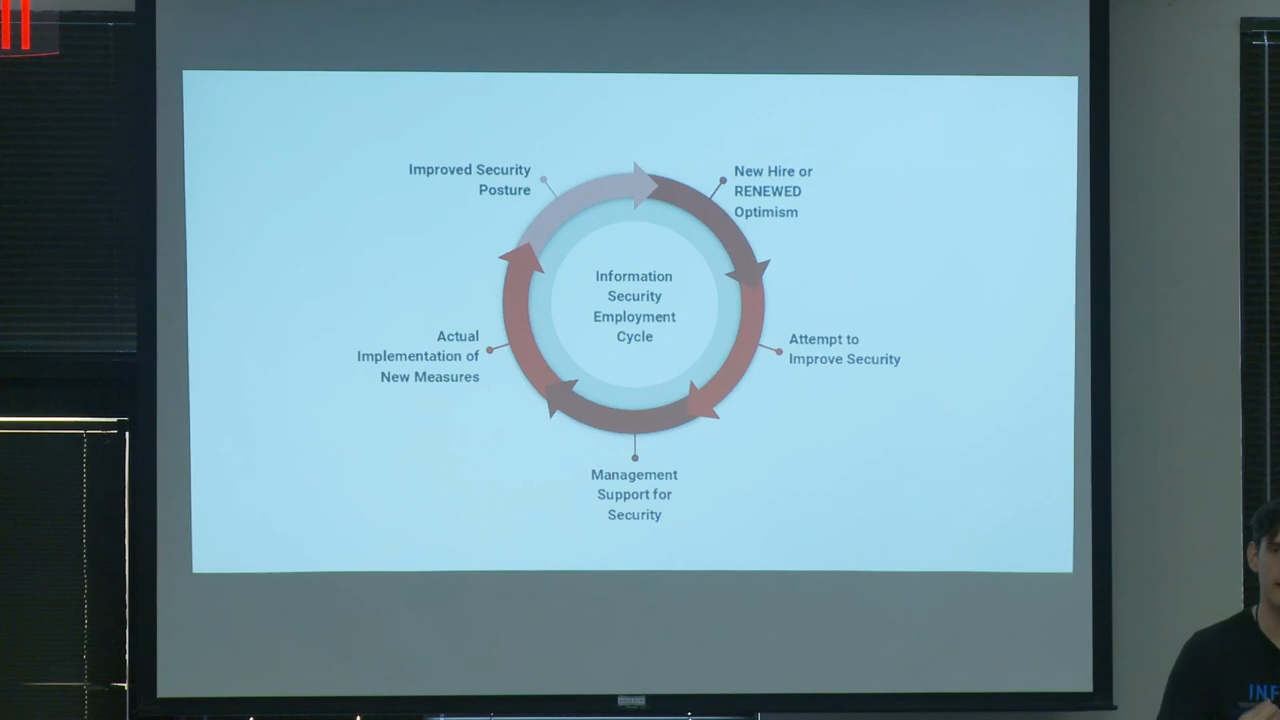 Improved Security
Posture
New Hire or
RENEWED
Optimism
Information
Security
Employment
Cycle
Actual
Implementation of
New Measures
Attempt to
Improve Security
Management
Support for
Security
INF